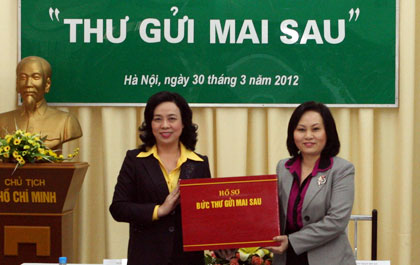 "THƯ GỬI MAI SAU"
Hà Nội, ngày 30 tháng 3 năm 2012
HỒ SƠ
BỨC THƯ GỬI MAI SAU
CHỦ TỊCH
HỒ CHÍ MINH